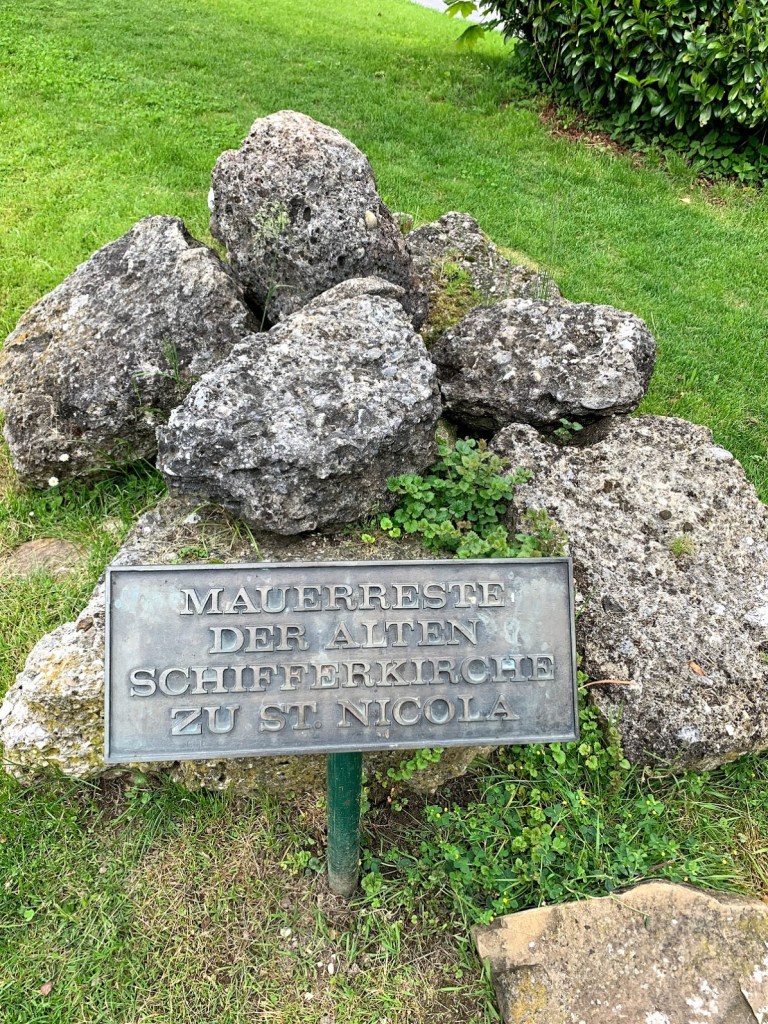 MAUERRESTE
DER ALTEN
SCHIFFERKIRCHE
ZU ST. NICOLA